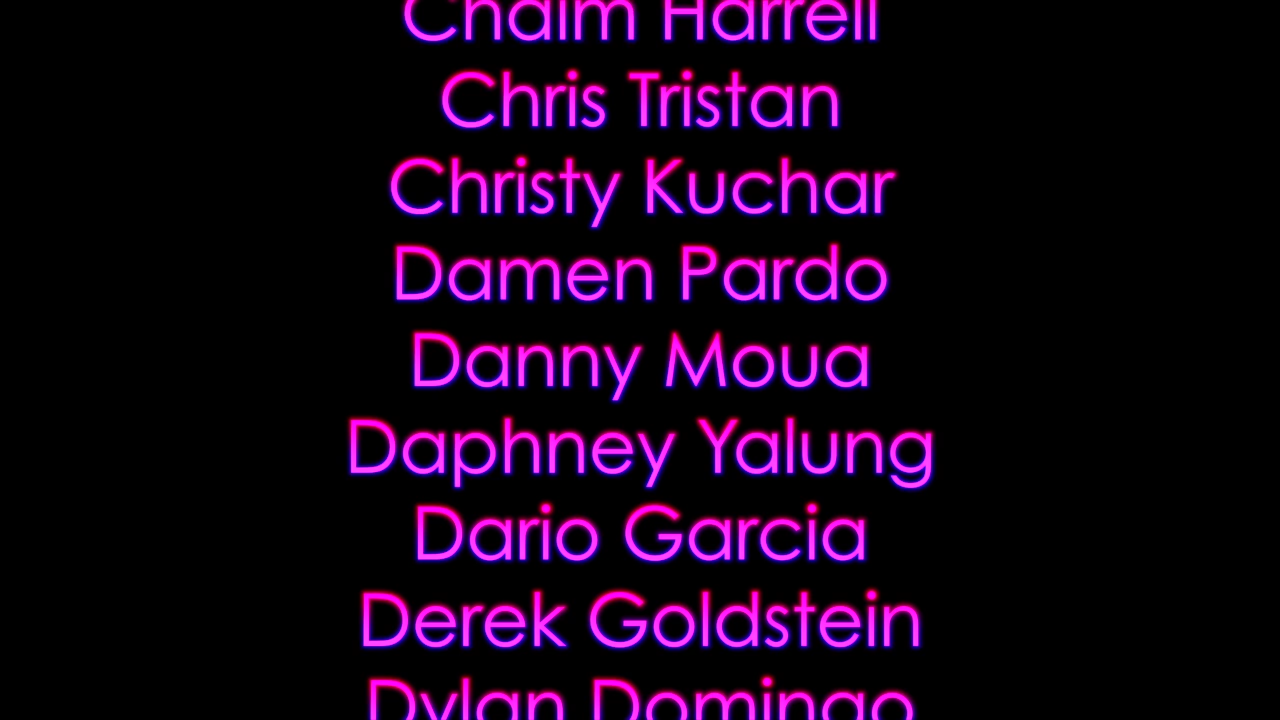 Chaim Harrell
Chris Tristan
Christy Kuchar
Damen Pardo
Danny Moua
Daphney Yalung
Dario Garcia
Derek Goldstein
Dylan Domingo